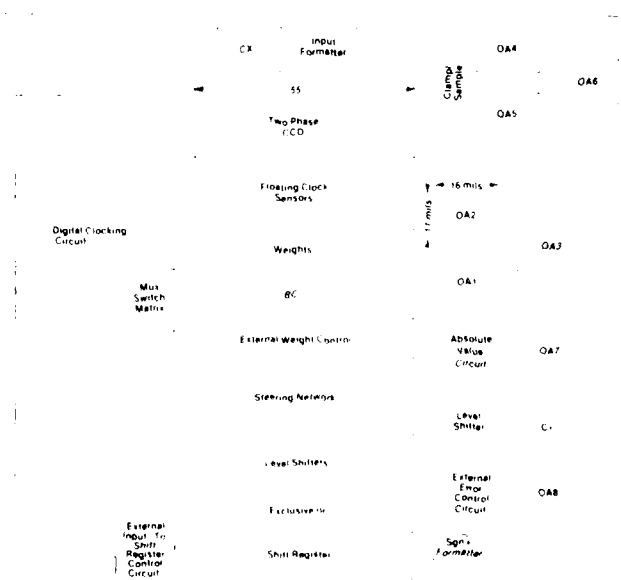 CX
Input
Formatter
OA4
Clamp/
Sample
OA6
55
OA5
Two Phase
CCD
Floating Clock
Sensors
16 mils
17 mils
OA2
Digital Clocking
Circuit
Weights
OA3
Mux
Switch
Matrix
BC
OA1
External Weight Control
Absolute
Value
Circuit
OA7
Steering Network
Level
Shifter
Level Shifters
External
Error
Control
Circuit
OA8
Exclusive or
External
Input To
Shift
Register
Control
Circuit
Shift Register
Formatter